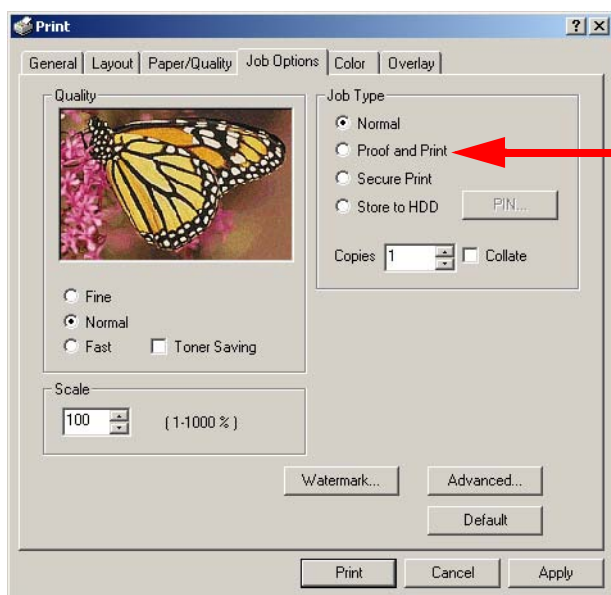 Print
General Layout Paper/Quality Job Options Color Overlay
Quality
Fine
Normal
Fast Toner Saving
Scale
100 (1-1000 %)
Job Type
Normal
Proof and Print
Secure Print
Store to HDD PIN...
Copies 1 Collate
Watermark... Advanced...
Default
Print Cancel Apply